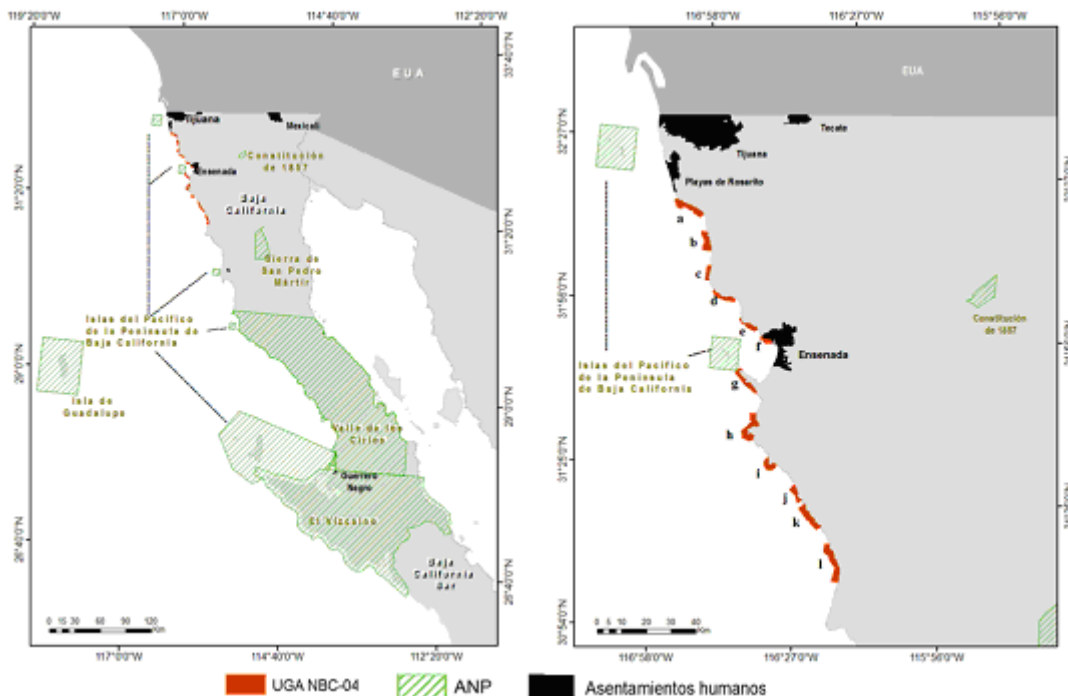 119°20'0"W 117°0'0"W 114°40'0"W 112°20'0"W
33°40'0"N
EUA
Tijuana
Mexicali
Constitución
de 1857
Ensenada
31°20'0"N
Baja
California
31°20'0"N
Sierra de
San Pedro
Mártir
Islas del Pacífico
de la Península de
Baja California
29°0'0"N
Isla de
Guadalupe
29°0'0"N
Valle de los
Cirios
Guerrero
Negro
El Vizcaíno
26°40'0"N
Baja
California
Sur
0 15 30 60 90 120
Km
117°0'0"W 114°40'0"W 112°20'0"W
116°58'0"W 116°27'0"W 115°56'0"W
EUA
32°27'0"N
Tecate
Tijuana
Playas de Rosarito
a
b
c
31°56'0"N
d
Constitución
de 1857
e
f
Ensenada
Islas del Pacífico
de la Península
de Baja California
g
h
31°25'0"N
i
j
k
l
30°54'0"N
0 5 10 20 30 40
Km
116°58'0"W 116°27'0"W 115°56'0"W
UGA NBC-04 ANP Asentamientos humanos